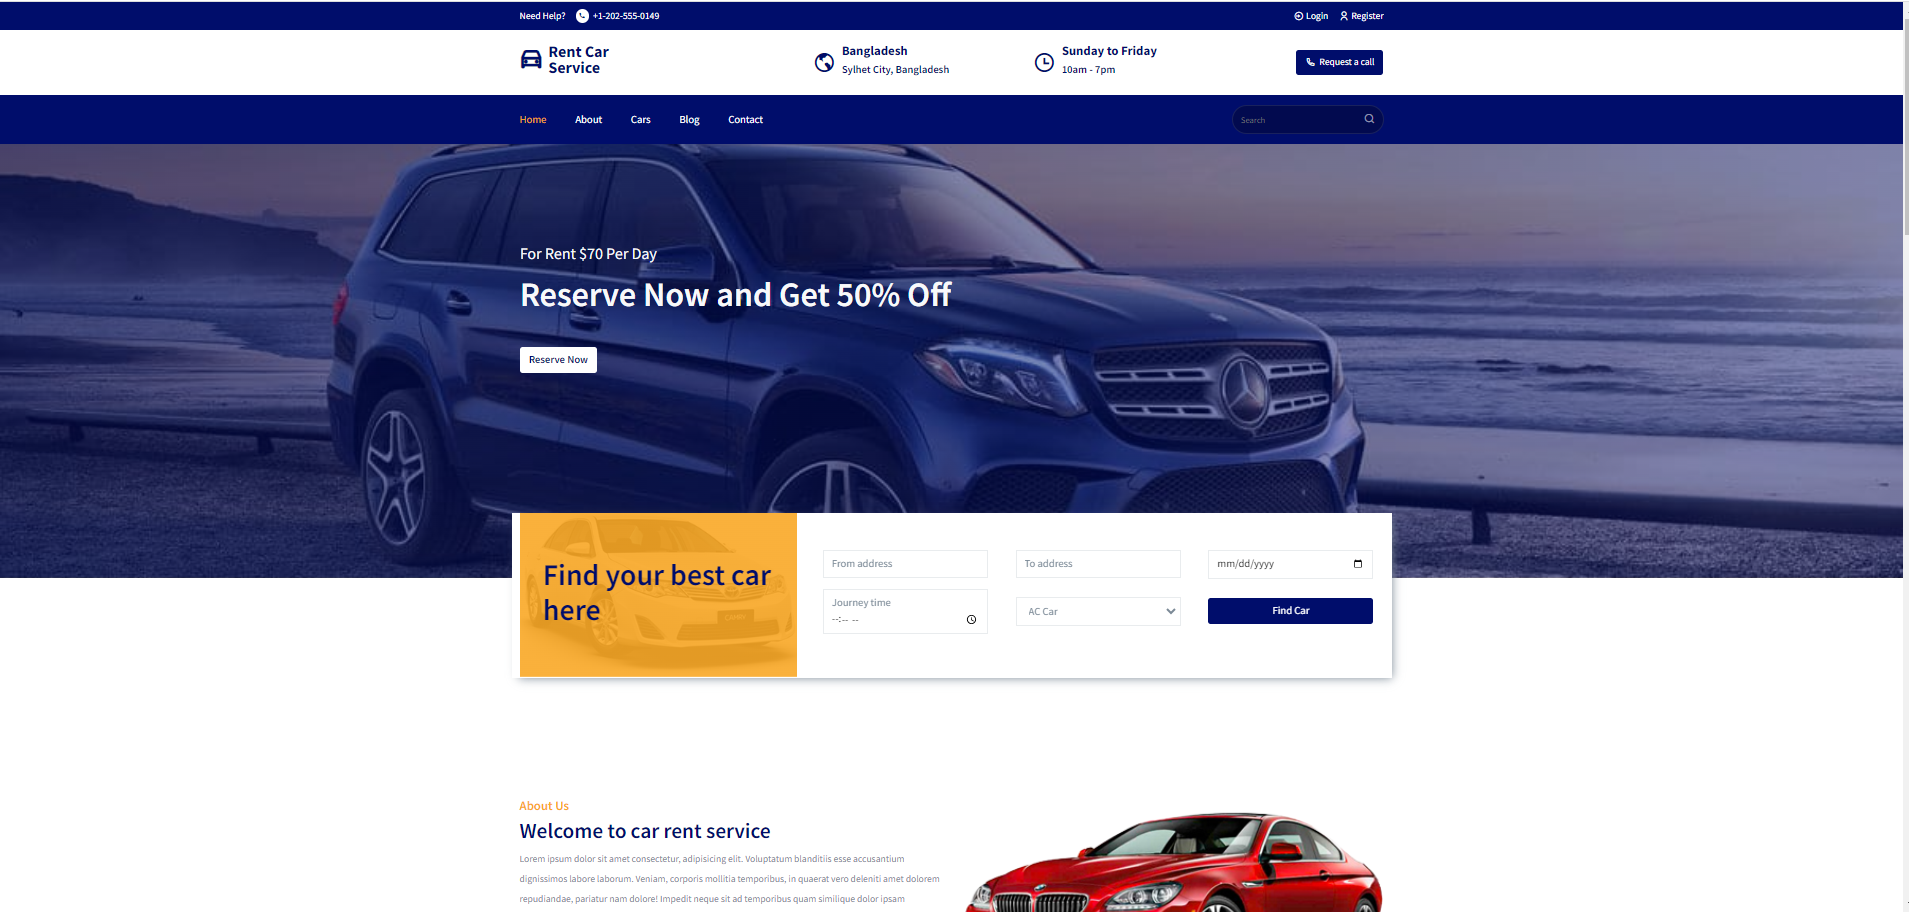 Need Help? +1-202-555-0149 Login Register
Rent Car
Service
Bangladesh
Sylhet City, Bangladesh
Sunday to Friday
10am - 7pm
Request a call
Home About Cars Blog Contact Search
For Rent $70 Per Day
Reserve Now and Get 50% Off
Reserve Now
Find your best car
here
From address To address mm/dd/yyyy
Journey time
--:-- --
AC Car
Find Car
About Us
Welcome to car rent service
Lorem ipsum dolor sit amet consectetur, adipisicing elit. Voluptatum blanditiis esse accusantium
dignissimos labore laborum. Veniam, corporis mollitia temporibus, in quaerat vero deleniti amet dolorem
repudiandae, pariatur nam dolore! Impedit neque sit ad temporibus quam similique dolor ipsam